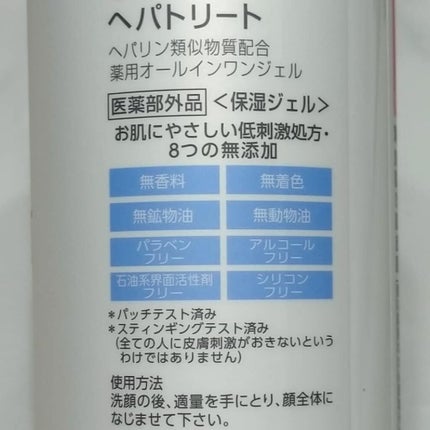 ヘパトリート
ヘパリン類似物質配合
薬用オールインワンジェル
医薬部外品 <保湿ジェル>
お肌にやさしい低刺激処方・
8つの無添加
無香料 無着色
無鉱物油 無動物油
パラベン アルコール
フリー フリー
石油系界面活性剤 シリコン
フリー フリー
*パッチテスト済み
*スティンギングテスト済み
(全ての人に皮膚刺激がおきないという
わけではありません)
使用方法
洗顔の後、適量を手にとり、顔全体に
なじませて下さい。